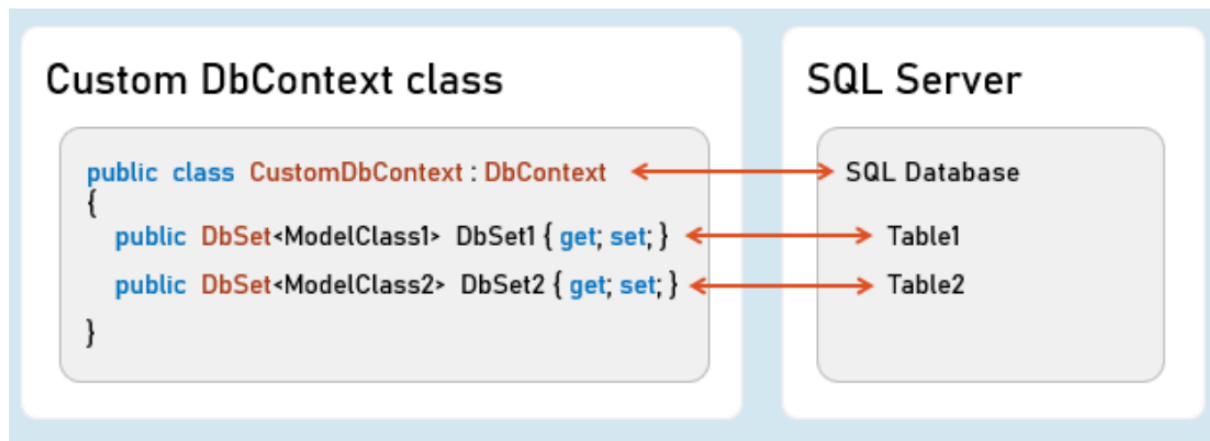 Custom DbContext class
public class CustomDbContext : DbContext
{
public DbSet<ModelClass1> DbSet1 { get; set; }
public DbSet<ModelClass2> DbSet2 { get; set; }
}
SQL Server
SQL Database
Table1
Table2